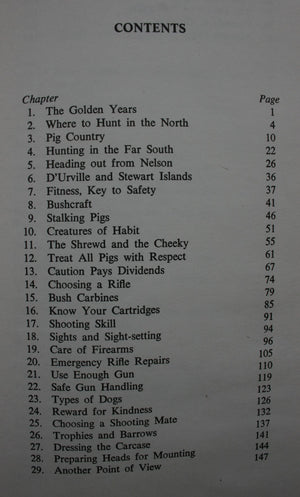 CONTENTS
Chapter Page
1. The Golden Years 1
2. Where to Hunt in the North 4
3. Pig Country 10
4. Hunting in the Far South 22
5. Heading out from Nelson 26
6. D'Urville and Stewart Islands 36
7. Fitness, Key to Safety 37
8. Bushcraft 41
9. Stalking Pigs 46
10. Creatures of Habit 51
11. The Shrewd and the Cheeky 55
12. Treat All Pigs with Respect 61
13. Caution Pays Dividends 67
14. Choosing a Rifle 74
15. Bush Carbines 79
16. Know Your Cartridges 85
17. Shooting Skill 91
18. Sights and Sight-setting 94
19. Care of Firearms 96
20. Emergency Rifle Repairs 105
21. Use Enough Gun 110
22. Safe Gun Handling 119
23. Types of Dogs 123
24. Reward for Kindness 126
25. Choosing a Shooting Mate 132
26. Trophies and Barrows 137
27. Dressing the Carcase 141
28. Preparing Heads for Mounting 144
29. Another Point of View 147